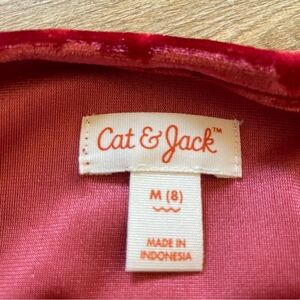 Cat & Jack™
M (8)
MADE IN
INDONESIA